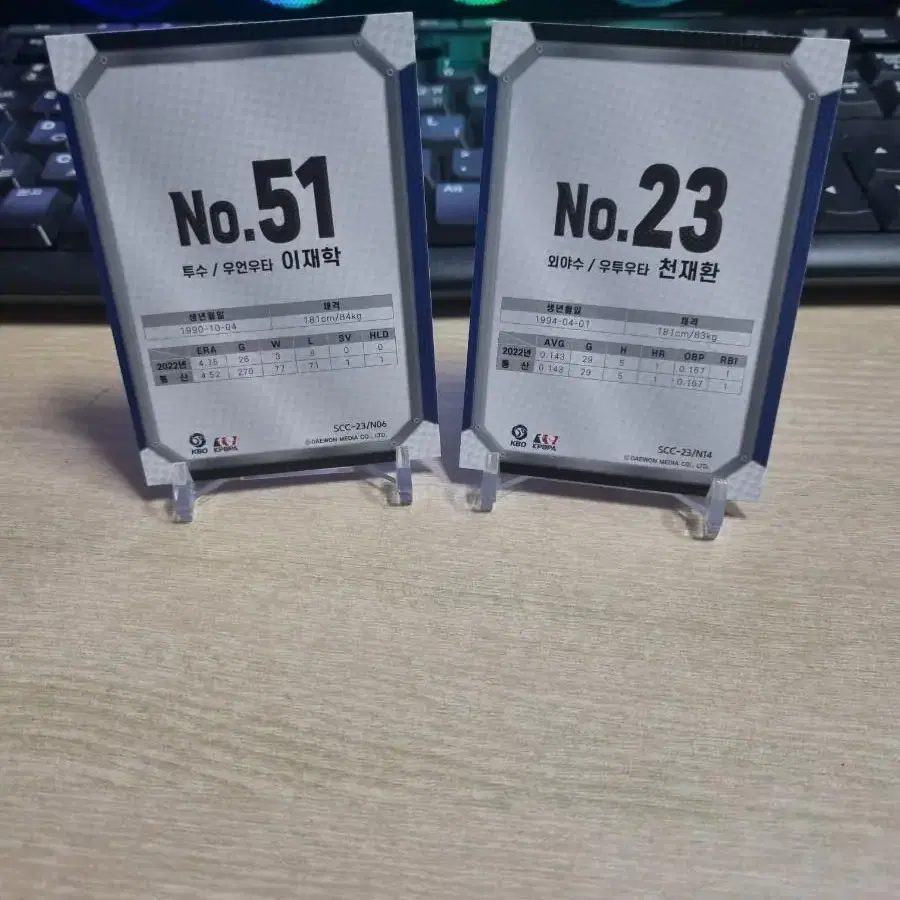 No.51
투수 / 우언우타 이재학
생년월일 체격
1990-10-04 181cm/84kg
ERA G W L SV HLD
2022년 4.75 26 3 8 0 0
통 산 4.52 270 77 71 1 1
SCC-23/N06
KBO KPBPA
©DAEWON MEDIA CO., LTD.
No.23
외야수 / 우투우타 천재환
생년월일 체격
1994-04-01 181cm/83kg
AVG G H HR OBP RBI
2022년 0.143 29 5 1 0.167 1
통 산 0.143 29 5 1 0.167 1
SCC-23/N14
KBO KPBPA
©DAEWON MEDIA CO., LTD.
Alt